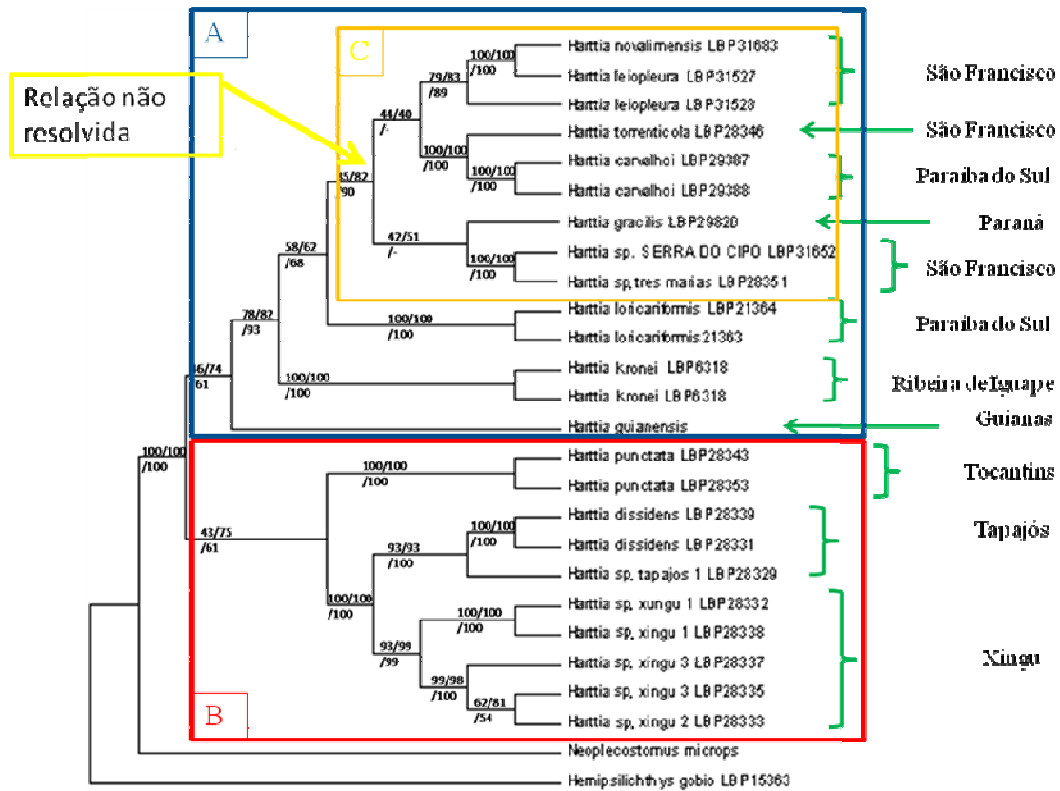 A
C
Relação não
resolvida
Harttia novalimensis LBP31683
Harttia leiopleura LBP31527
Harttia leiopleura LBP31528
Harttia torrenticola LBP28346
Harttia carvalhoi LBP29387
Harttia carvalhoi LBP29388
Harttia gracilis LBP29820
Harttia sp. SERRA DO CIPO LBP31652
Harttia sp.tres marias LBP28351
Harttia loricariformis LBP21364
Harttia loricariformis21363
Harttia kronei LBP6318
Harttia kronei LBP6318
Harttia guianensis
Harttia punctata LBP28343
Harttia punctata LBP28353
Harttia dissidens LBP28339
Harttia dissidens LBP28331
Harttia sp. tapajos 1 LBP28329
Harttia sp. xungu 1 LBP28332
Harttia sp. xingu 1 LBP28338
Harttia sp. xingu 3 LBP28337
Harttia sp. xingu 3 LBP28335
Harttia sp. xingu 2 LBP28333
Neoplecostomus microps
Hemipsilichthys gobio LBP15363
São Francisco
São Francisco
Paraíba do Sul
Paraná
São Francisco
Paraíba do Sul
Ribeira de Iguape
Guianas
Tocantins
Tapajós
Xingu
100/100
/100
79/83
/89
44/40
/-
100/100
/100
100/100
/100
/90
42/51
/-
100/100
/100
58/62
/68
100/100
/100
78/82
/93
100/100
/100
/61
100/100
/100
100/100
/100
43/75
/61
100/100
/100
93/93
/100
100/100
/100
100/100
/100
93/99
/99
99/98
/100
62/81
/54
B